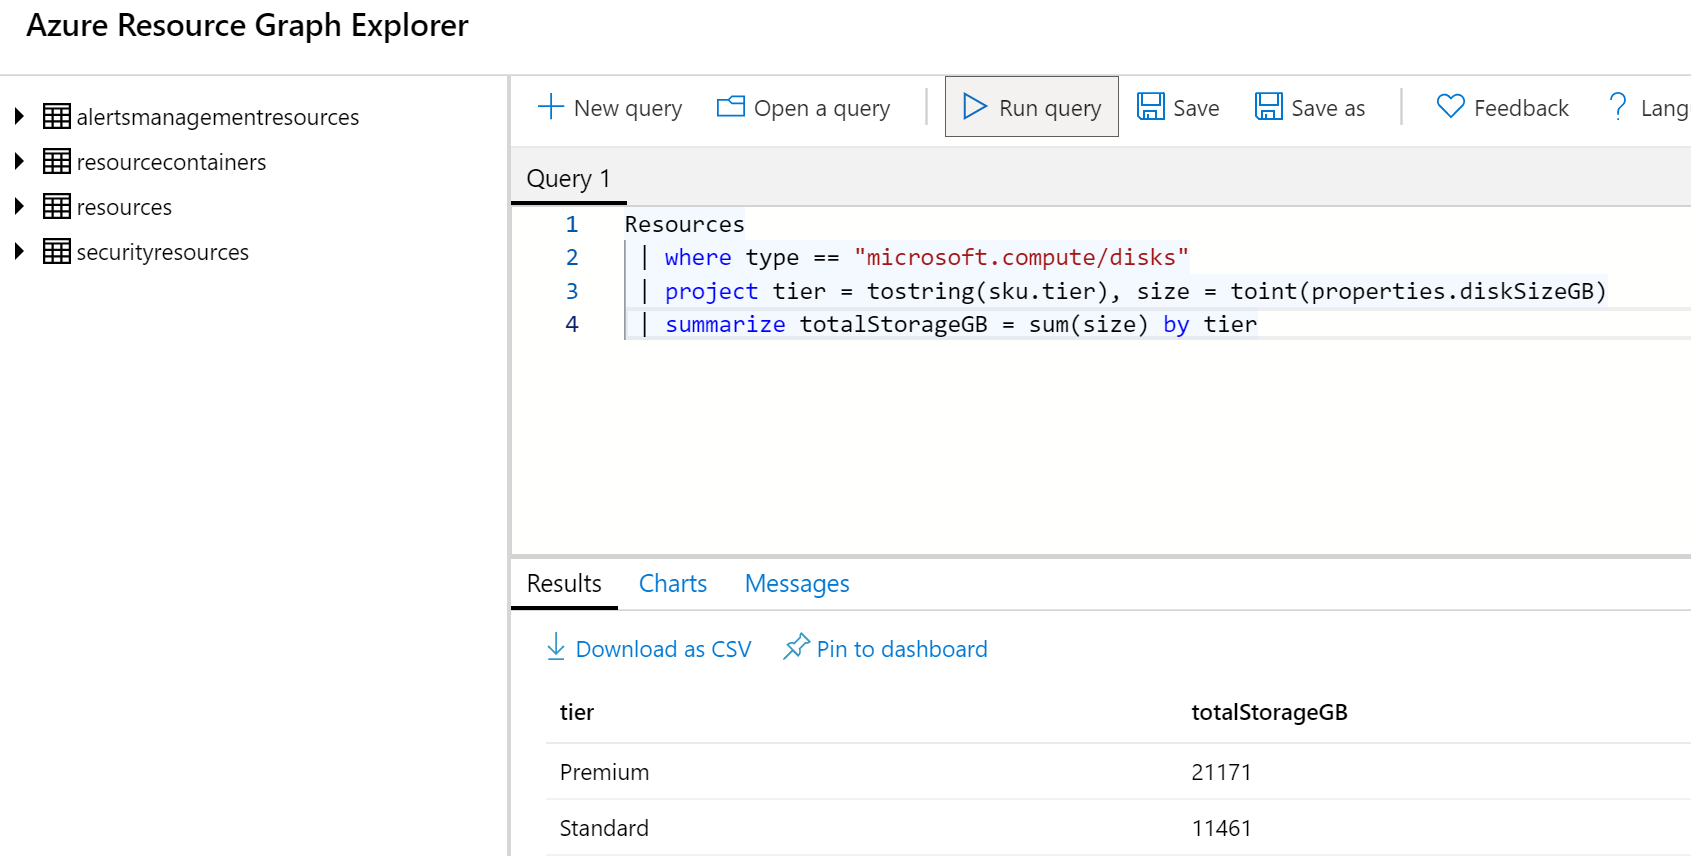 Azure Resource Graph Explorer
alertsmanagementresources
resourcecontainers
resources
securityresources
New query Open a query Run query Save Save as Feedback ? Lang
Query 1
1 Resources
2 | where type == "microsoft.compute/disks"
3 | project tier = tostring(sku.tier), size = toint(properties.diskSizeGB)
4 | summarize totalStorageGB = sum(size) by tier
Results Charts Messages
Download as CSV Pin to dashboard
tier totalStorageGB
Premium 21171
Standard 11461